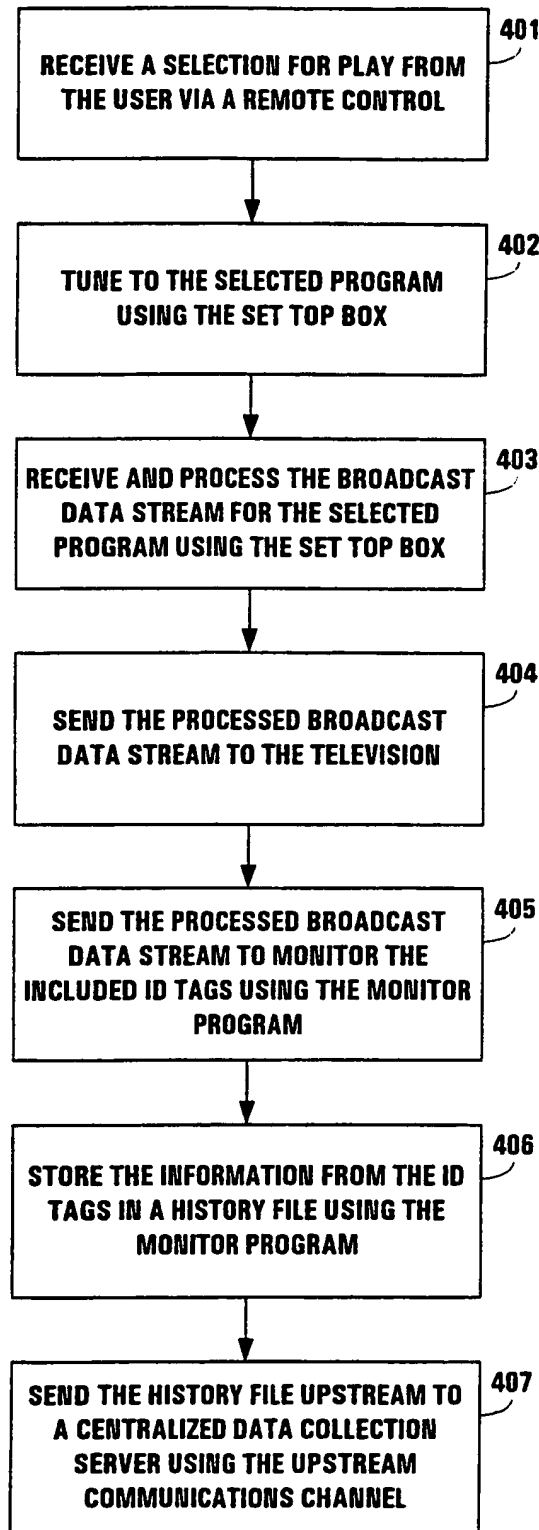 401
RECEIVE A SELECTION FOR PLAY FROM
THE USER VIA A REMOTE CONTROL
402
TUNE TO THE SELECTED PROGRAM
USING THE SET TOP BOX
403
RECEIVE AND PROCESS THE BROADCAST
DATA STREAM FOR THE SELECTED
PROGRAM USING THE SET TOP BOX
404
SEND THE PROCESSED BROADCAST
DATA STREAM TO THE TELEVISION
405
SEND THE PROCESSED BROADCAST
DATA STREAM TO MONITOR THE
INCLUDED ID TAGS USING THE MONITOR
PROGRAM
406
STORE THE INFORMATION FROM THE ID
TAGS IN A HISTORY FILE USING THE
MONITOR PROGRAM
407
SEND THE HISTORY FILE UPSTREAM TO
A CENTRALIZED DATA COLLECTION
SERVER USING THE UPSTREAM
COMMUNICATIONS CHANNEL